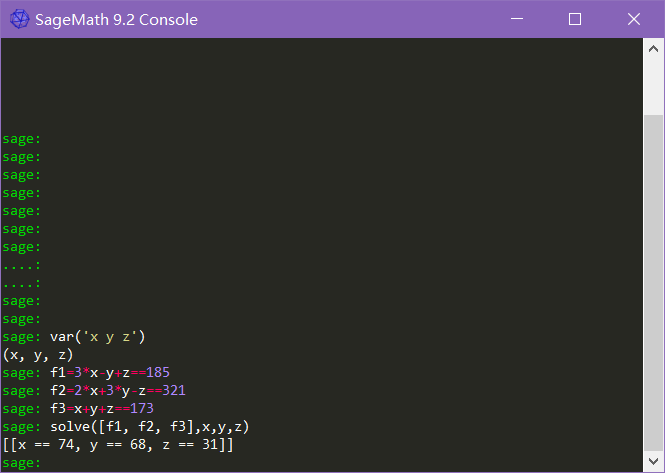 SageMath 9.2 Console
sage:
sage:
sage:
sage:
sage:
sage:
sage:
....:
....:
sage:
sage:
sage: var('x y z')
(x, y, z)
sage: f1=3*x-y+z==185
sage: f2=2*x+3*y-z==321
sage: f3=x+y+z==173
sage: solve([f1, f2, f3],x,y,z)
[[x == 74, y == 68, z == 31]]
sage: